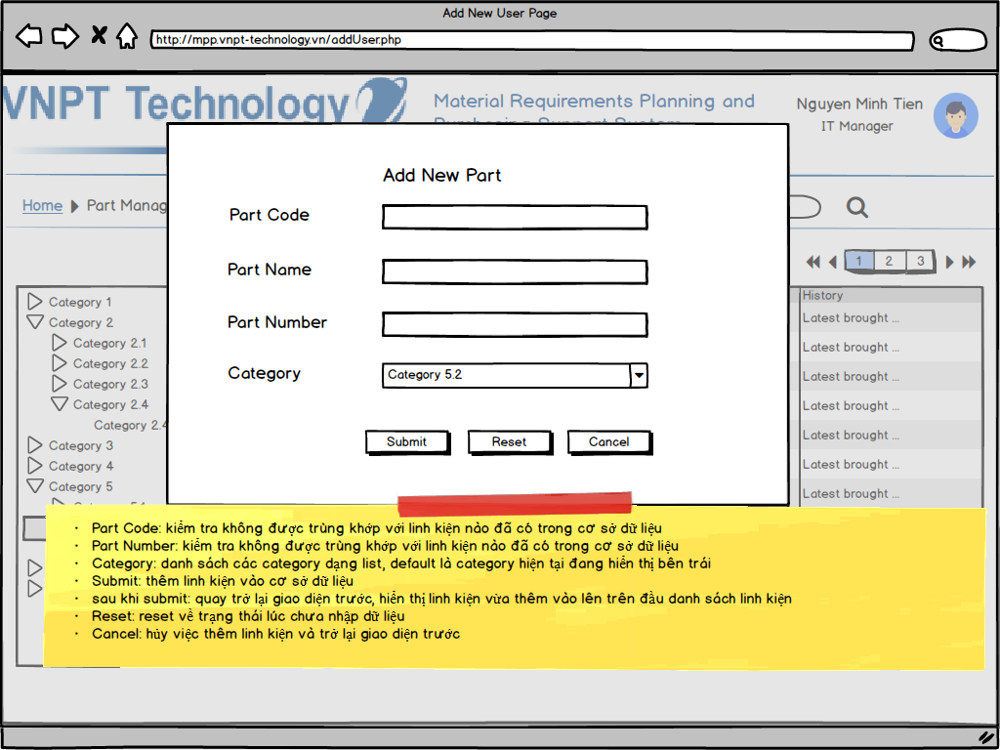 Add New User Page
http://mpp.vnpt-technology.vn/addUser.php
VNPT Technology
Material Requirements Planning and
Purchasing Support System
Nguyen Minh Tien
IT Manager
Home Part Manag
1 2 3
Add New Part
Part Code
Part Name
Part Number
Category
Category 5.2
Submit Reset Cancel
Category 1
Category 2
Category 2.1
Category 2.2
Category 2.3
Category 2.4
Category 2.4
Category 3
Category 4
Category 5
History
Latest brought ...
Latest brought ...
Latest brought ...
Latest brought ...
Latest brought ...
Latest brought ...
Latest brought ...
• Part Code: kiểm tra không được trùng khớp với linh kiện nào đã có trong cơ sở dữ liệu
• Part Number: kiểm tra không được trùng khớp với linh kiện nào đã có trong cơ sở dữ liệu
• Category: danh sách các category dạng list, default là category hiện tại đang hiển thị bên trái
• Submit: thêm linh kiện vào cơ sở dữ liệu
• sau khi submit: quay trở lại giao diện trước, hiển thị linh kiện vừa thêm vào lên trên đầu danh sách linh kiện
• Reset: reset về trạng thái lúc chưa nhập dữ liệu
• Cancel: hủy việc thêm linh kiện và trở lại giao diện trước